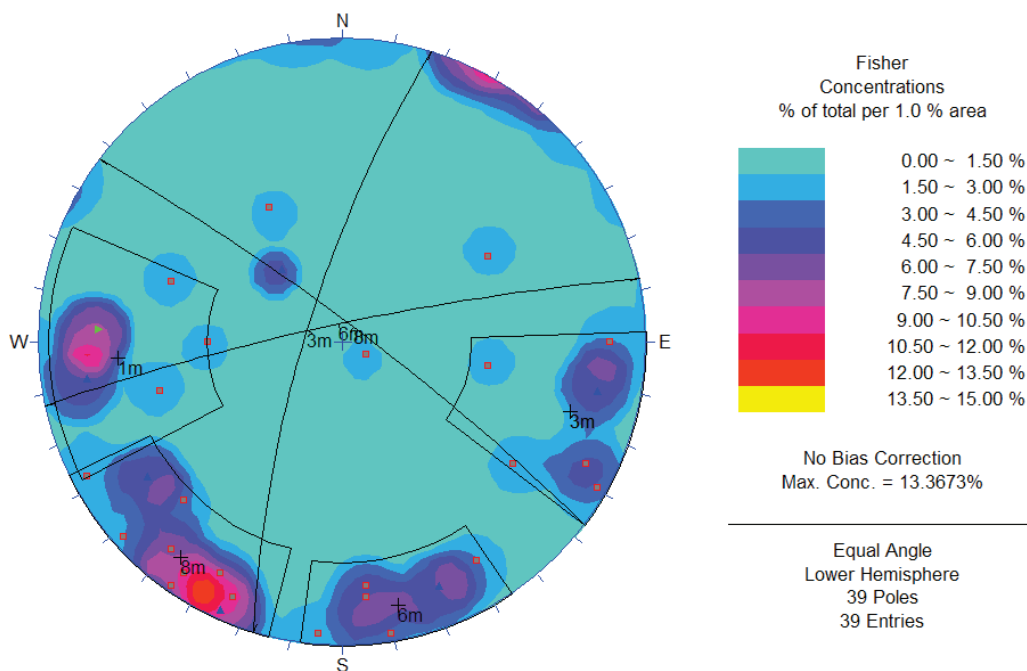 N
Fisher
Concentrations
% of total per 1.0 % area
0.00 ~ 1.50 %
1.50 ~ 3.00 %
3.00 ~ 4.50 %
4.50 ~ 6.00 %
6.00 ~ 7.50 %
7.50 ~ 9.00 %
9.00 ~ 10.50 %
10.50 ~ 12.00 %
12.00 ~ 13.50 %
13.50 ~ 15.00 %
W
3m
6m
8m
E
1m
3m
8m
6m
S
No Bias Correction
Max. Conc. = 13.3673%
Equal Angle
Lower Hemisphere
39 Poles
39 Entries